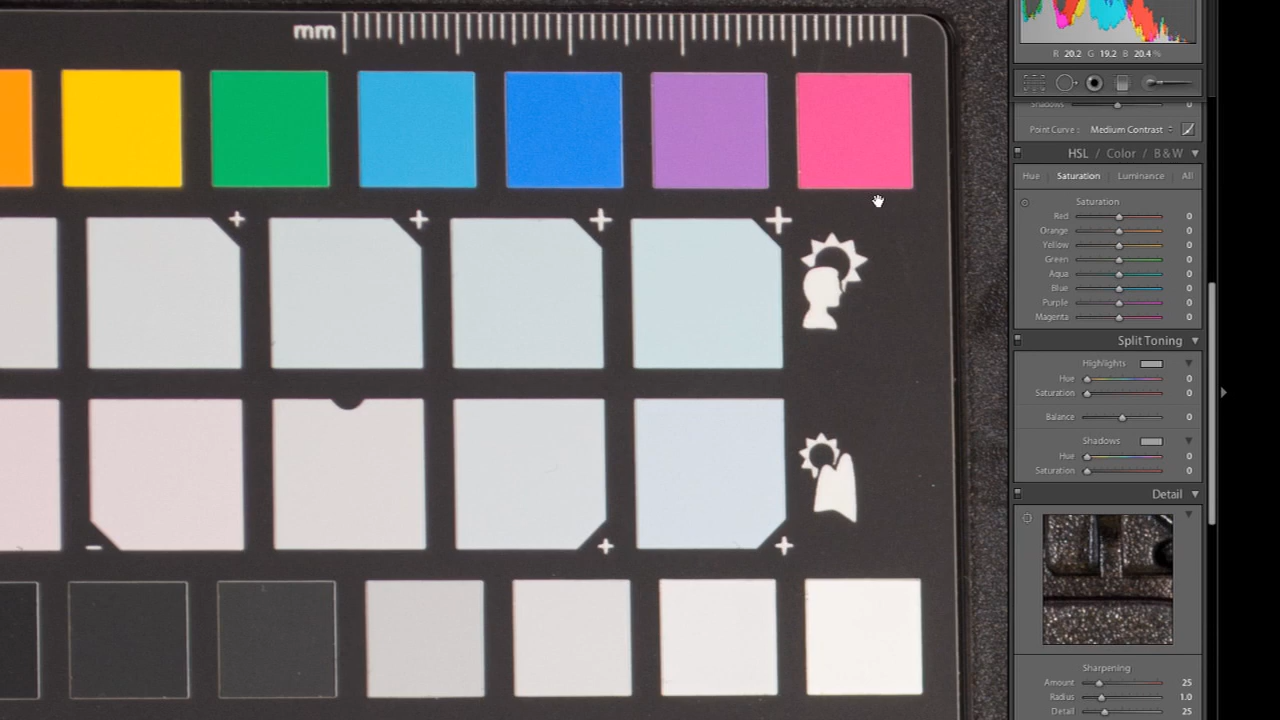 mm
R 20.2 G 19.2 B 20.4 %
Shadows 0
Point Curve : Medium Contrast
HSL / Color / B&W
Hue Saturation Luminance All
Saturation
Red 0
Orange 0
Yellow 0
Green 0
Aqua 0
Blue 0
Purple 0
Magenta 0
Split Toning
Highlights
Hue 0
Saturation 0
Balance 0
Shadows
Hue 0
Saturation 0
Detail
Sharpening
Amount 25
Radius 1.0
Detail 25